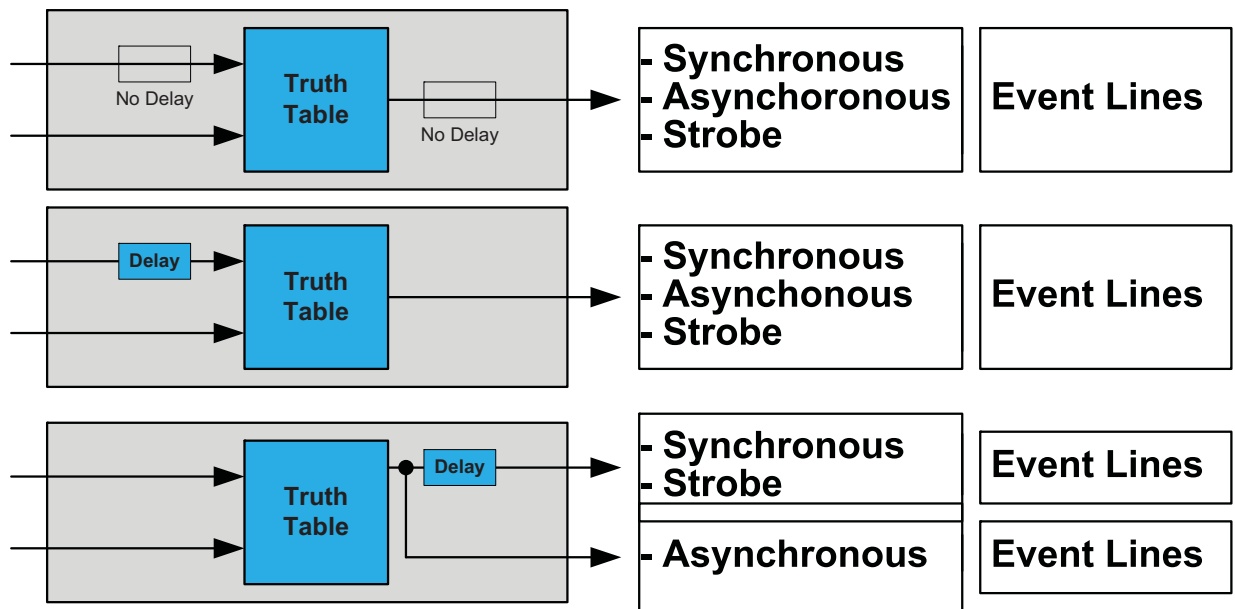 No Delay
Truth
Table
No Delay
- Synchronous
- Asynchoronous
- Strobe
Event Lines
Delay
Truth
Table
- Synchronous
- Asynchonous
- Strobe
Event Lines
Truth
Table
Delay
- Synchronous
- Strobe
Event Lines
- Asynchronous
Event Lines